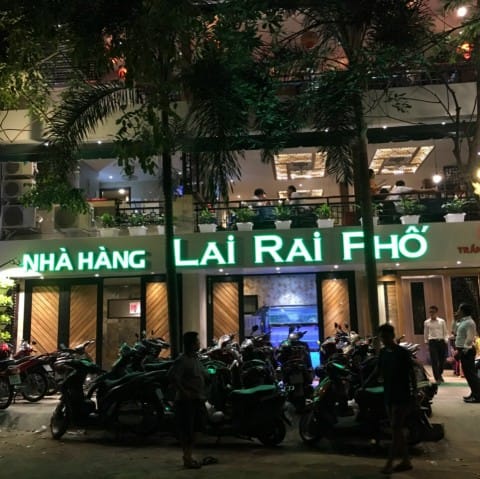 NHÀ HÀNG LAI RAI PHỐ